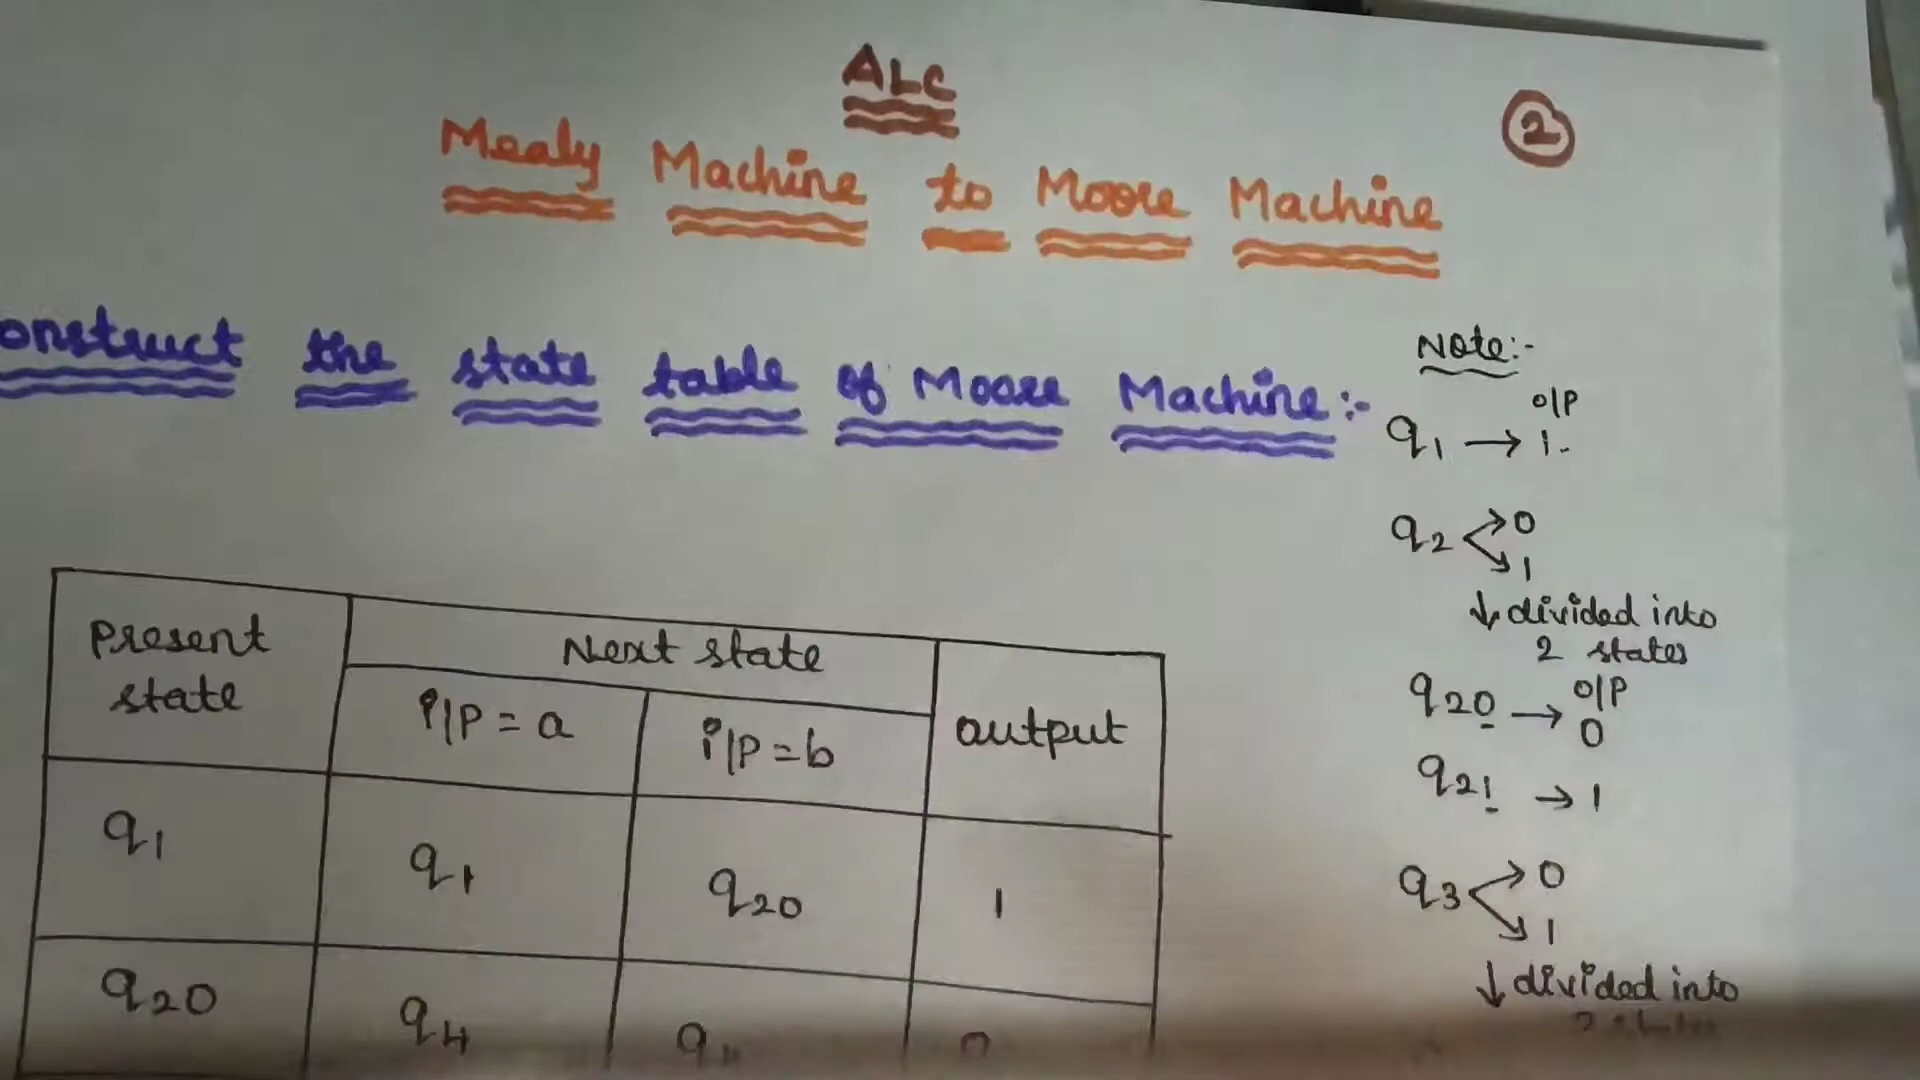 ALC
2
Mealy Machine to Moore Machine
onstruct the state table of Moore Machine:-
Note:-
o/p
q1 → 1.
q2 → 0
→ 1
↓ divided into
2 states
q20 → o/p
0
q21 → 1
q3 → 0
→ 1
↓ divided into
Present state
Next state
output
i/p = a
i/p = b
q1 q1 q20 1
q20 q4